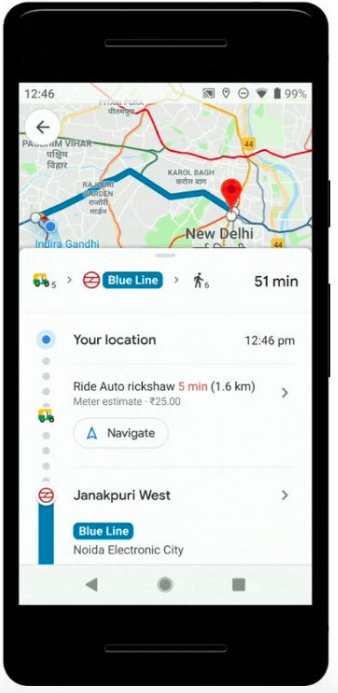 12:46
99%
पीतमपुरा
PASCHIM VIHAR
पश्चिम
विहार
44
KAROL BAGH
करोल बाग
RAJOURI
GARDEN
राजौरी
गार्डन
New Delhi
Indira Gandhi
44
5
Blue Line
6
51 min
Your location
12:46 pm
Ride Auto rickshaw 5 min (1.6 km)
Meter estimate · ₹25.00
Navigate
Janakpuri West
Blue Line
Noida Electronic City